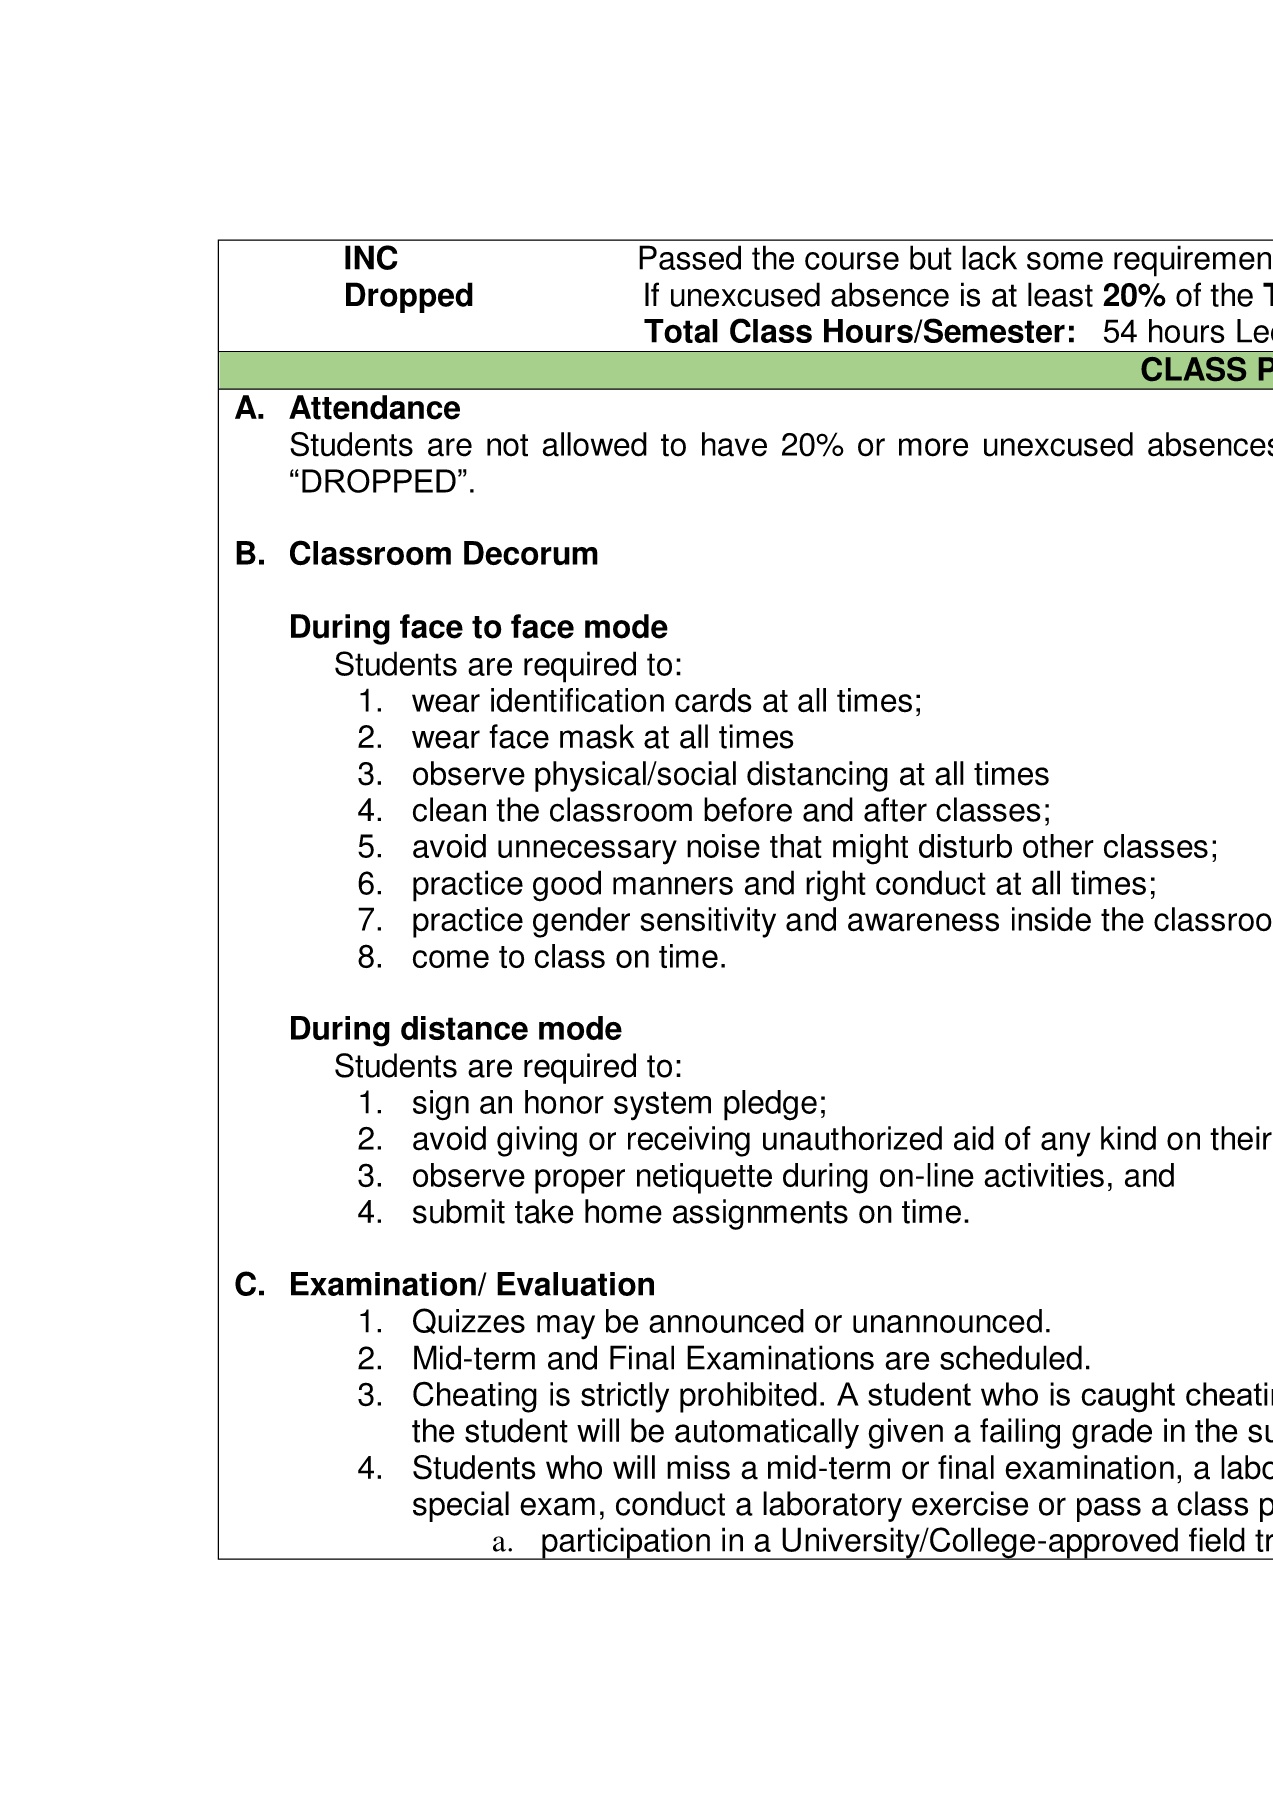 INC Passed the course but lack some
Dropped If unexcused absence is at least 20% of the
Total Class Hours/Semester: 54 hours
CLASS
A. Attendance
Students are not allowed to have 20% or more unexcused absences
“DROPPED”.
B. Classroom Decorum
During face to face mode
Students are required to:
1. wear identification cards at all times;
2. wear face mask at all times
3. observe physical/social distancing at all times
4. clean the classroom before and after classes;
5. avoid unnecessary noise that might disturb other classes;
6. practice good manners and right conduct at all times;
7. practice gender sensitivity and awareness inside the
8. come to class on time.
During distance mode
Students are required to:
1. sign an honor system pledge;
2. avoid giving or receiving unauthorized aid of any kind on their
3. observe proper netiquette during on-line activities, and
4. submit take home assignments on time.
C. Examination/ Evaluation
1. Quizzes may be announced or unannounced.
2. Mid-term and Final Examinations are scheduled.
3. Cheating is strictly prohibited. A student who is caught
the student will be automatically given a failing grade in the
4. Students who will miss a mid-term or final examination, a
special exam, conduct a laboratory exercise or pass a class
a. participation in a University/College-approved field